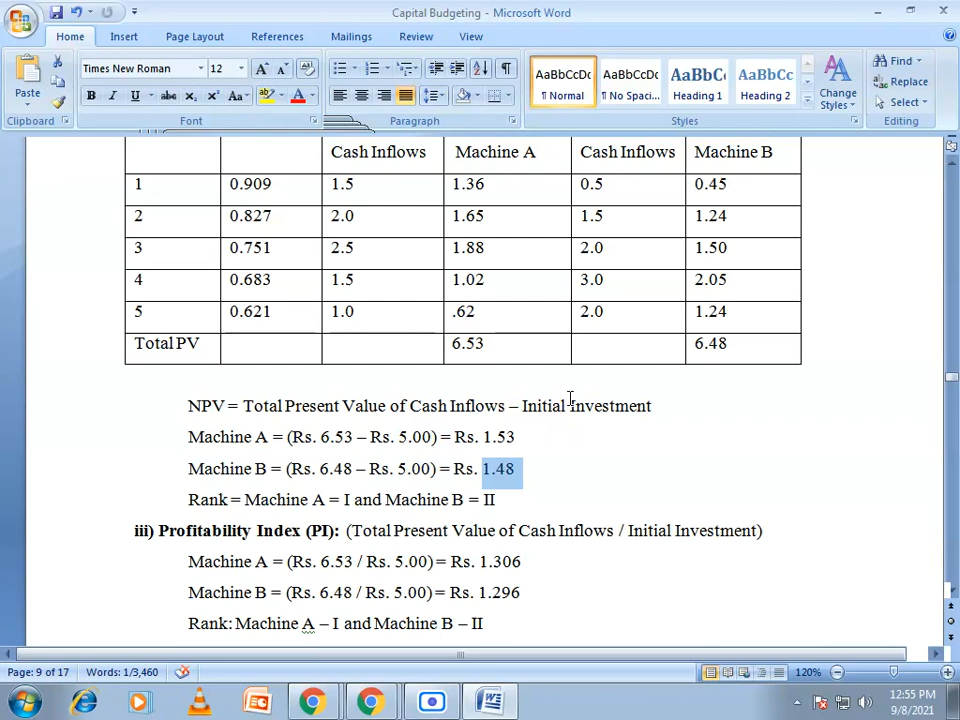 Capital Budgeting - Microsoft Word
Home Insert Page Layout References Mailings Review View
Paste
Clipboard
Times New Roman 12
B I U abc X₂ X² Aa
Font
Paragraph
AaBbCcDc AaBbCcDc AaBbCc AaBbCc
¶ Normal ¶ No Spaci... Heading 1 Heading 2
Change Styles
Styles
Find
Replace
Select
Editing
Cash Inflows Machine A Cash Inflows Machine B
1 0.909 1.5 1.36 0.5 0.45
2 0.827 2.0 1.65 1.5 1.24
3 0.751 2.5 1.88 2.0 1.50
4 0.683 1.5 1.02 3.0 2.05
5 0.621 1.0 .62 2.0 1.24
Total PV 6.53 6.48
NPV = Total Present Value of Cash Inflows – Initial Investment
Machine A = (Rs. 6.53 – Rs. 5.00) = Rs. 1.53
Machine B = (Rs. 6.48 – Rs. 5.00) = Rs. 1.48
Rank = Machine A = I and Machine B = II
iii) Profitability Index (PI): (Total Present Value of Cash Inflows / Initial Investment)
Machine A = (Rs. 6.53 / Rs. 5.00) = Rs. 1.306
Machine B = (Rs. 6.48 / Rs. 5.00) = Rs. 1.296
Rank: Machine A – I and Machine B – II
Page: 9 of 17 Words: 1/3,460 120%
12:55 PM
9/8/2021